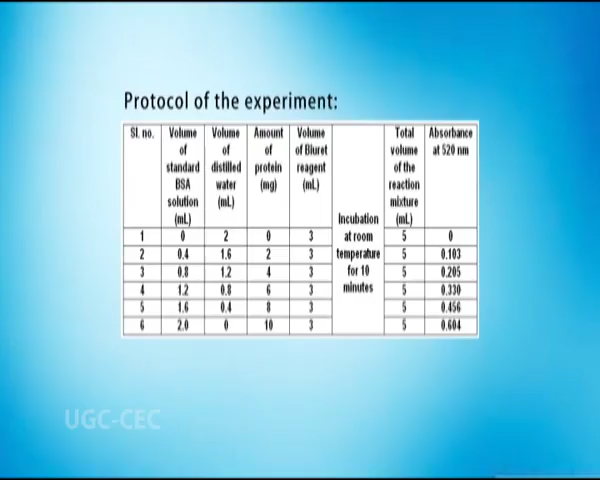 Protocol of the experiment:
Sl. no. Volume of standard BSA solution (mL) Volume of distilled water (mL) Amount of protein (mg) Volume of Biuret reagent (mL) Incubation at room temperature for 10 minutes Total volume of the reaction mixture (mL) Absorbance at 520 nm
1 0 2 0 3 5 0
2 0.4 1.6 2 3 5 0.103
3 0.8 1.2 4 3 5 0.205
4 1.2 0.8 6 3 5 0.330
5 1.6 0.4 8 3 5 0.456
6 2.0 0 10 3 5 0.604
UGC-CEC